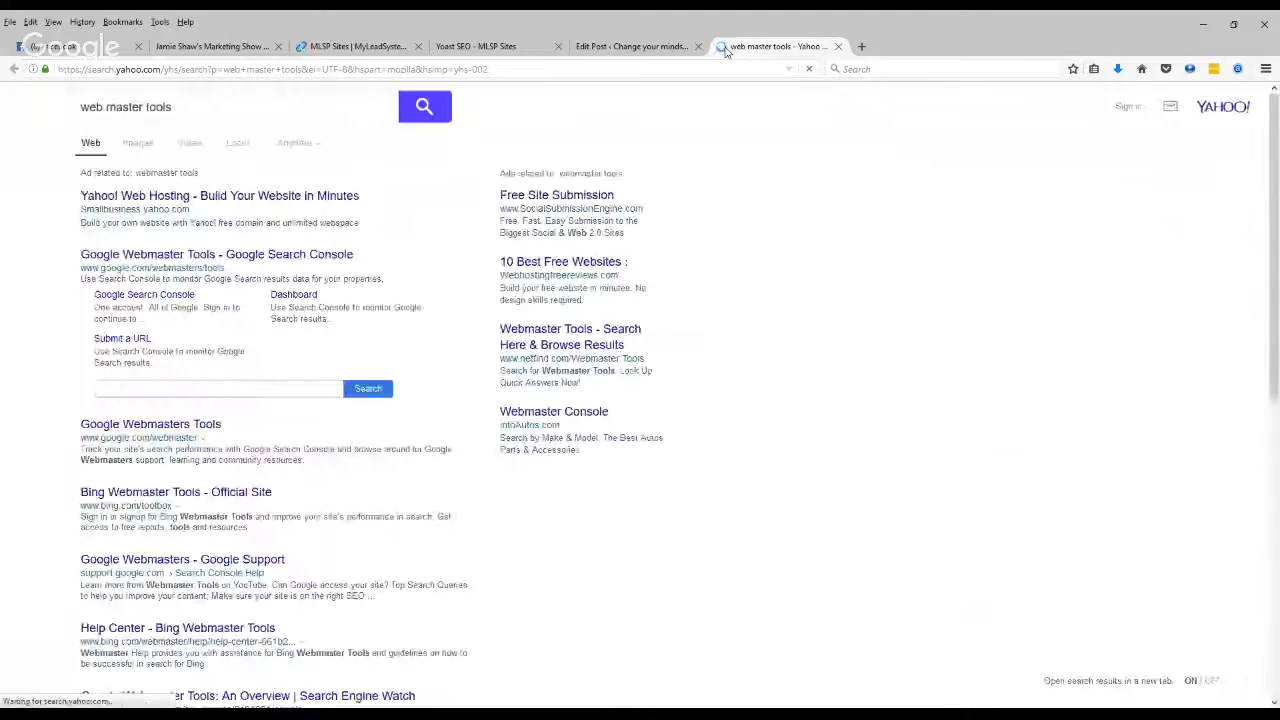 File Edit View History Bookmarks Tools Help
Google
Jamie Shaw's Marketing Show ...
MLSP Sites | MyLeadSyste...
Yoast SEO - MLSP Sites
Edit Post ‹ Change your minds...
web master tools - Yahoo ...
https://search.yahoo.com/yhs/search?p=web+master+tools&ei=UTF-8&hspart=mozilla&hsimp=yhs-002
Search
web master tools
Sign in
YAHOO!
Web Images Video Local Anytime
Ad related to: webmaster tools
Yahoo! Web Hosting - Build Your Website in Minutes
Smallbusiness.yahoo.com
Build your own website with Yahoo! free domain and unlimited webspace
Google Webmaster Tools - Google Search Console
www.google.com/webmasters/tools
Use Search Console to monitor Google Search results data for your properties.
Google Search Console
One account. All of Google. Sign in to
continue to ...
Dashboard
Use Search Console to monitor Google
Search results...
Submit a URL
Use Search Console to monitor Google
Search results...
Search
Google Webmasters Tools
www.google.com/webmaster
Track your site's search performance with Google Search Console and browse around for Google
Webmasters support, learning and community resources.
Bing Webmaster Tools - Official Site
www.bing.com/toolbox
Sign in or signup for Bing Webmaster Tools and improve your site's performance in search. Get
access to free reports, tools and resources
Google Webmasters - Google Support
support.google.com › Search Console Help
Learn more from Webmaster Tools on YouTube. Can Google access your site? Top Search Queries
to help you improve your content; Make sure your site is on the right SEO ...
Help Center - Bing Webmaster Tools
www.bing.com/webmaster/help/help-center-661b2...
Webmaster Help provides you with assistance for Bing Webmaster Tools and guidelines on how to
be successful in search for Bing
Tools: An Overview | Search Engine Watch
Ads related to: webmaster tools
Free Site Submission
www.SocialSubmissionEngine.com
Free, Fast, Easy Submission to the
Biggest Social & Web 2.0 Sites
10 Best Free Websites :
Webhostingfreereviews.com
Build your free website in minutes. No
design skills required.
Webmaster Tools - Search
Here & Browse Results
www.netfind.com/Webmaster Tools
Search for Webmaster Tools. Look Up
Quick Answers Now!
Webmaster Console
intoAutos.com
Search by Make & Model. The Best Autos
Parts & Accessories
Open search results in a new tab. ON OFF
Waiting for search.yahoo.com...